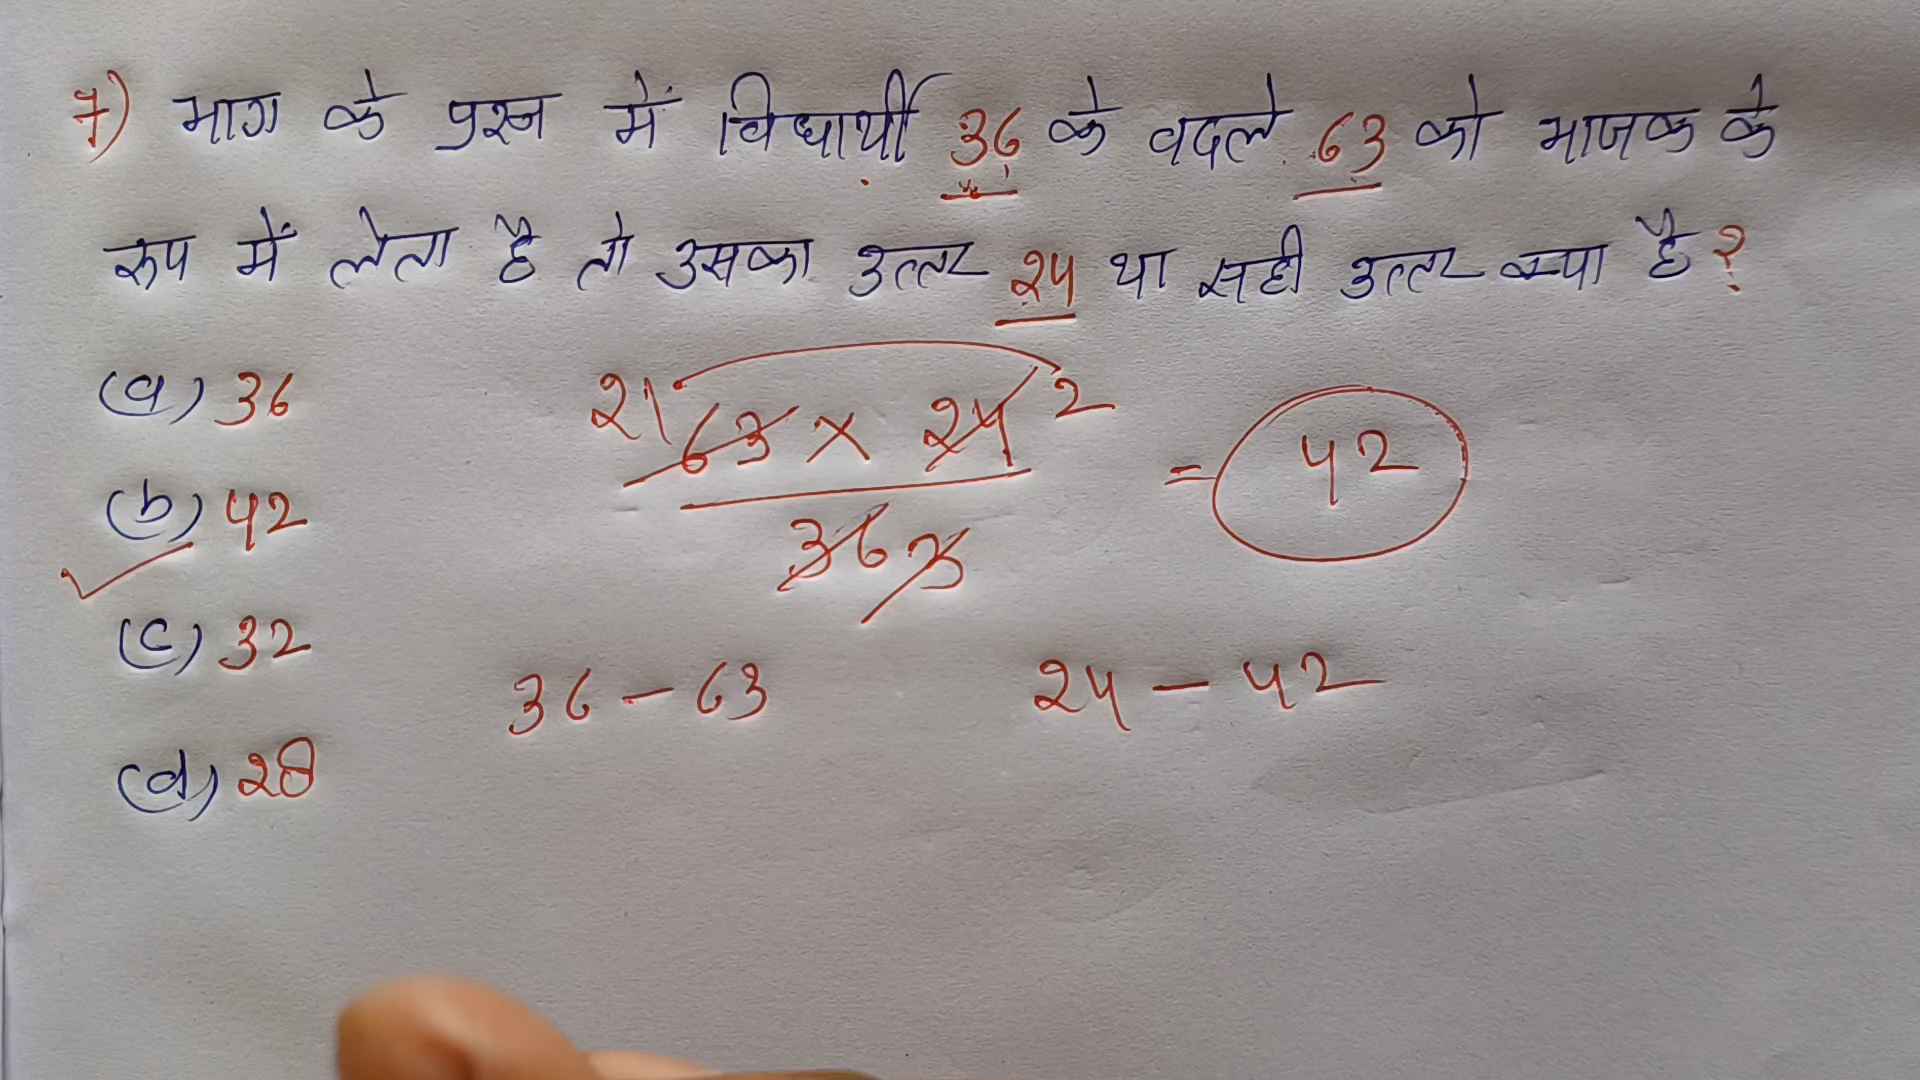 7) भाग के प्रश्न में विधार्थी 36 के वदले 63 को भाजक के
रुप में लेता है तो उसका उत्तर 24 था सही उत्तर क्या है ?
(a) 36
(b) 42
(c) 32
(d) 28
21 63 × 24 2
36 3
= 42
36 - 63 24 - 42